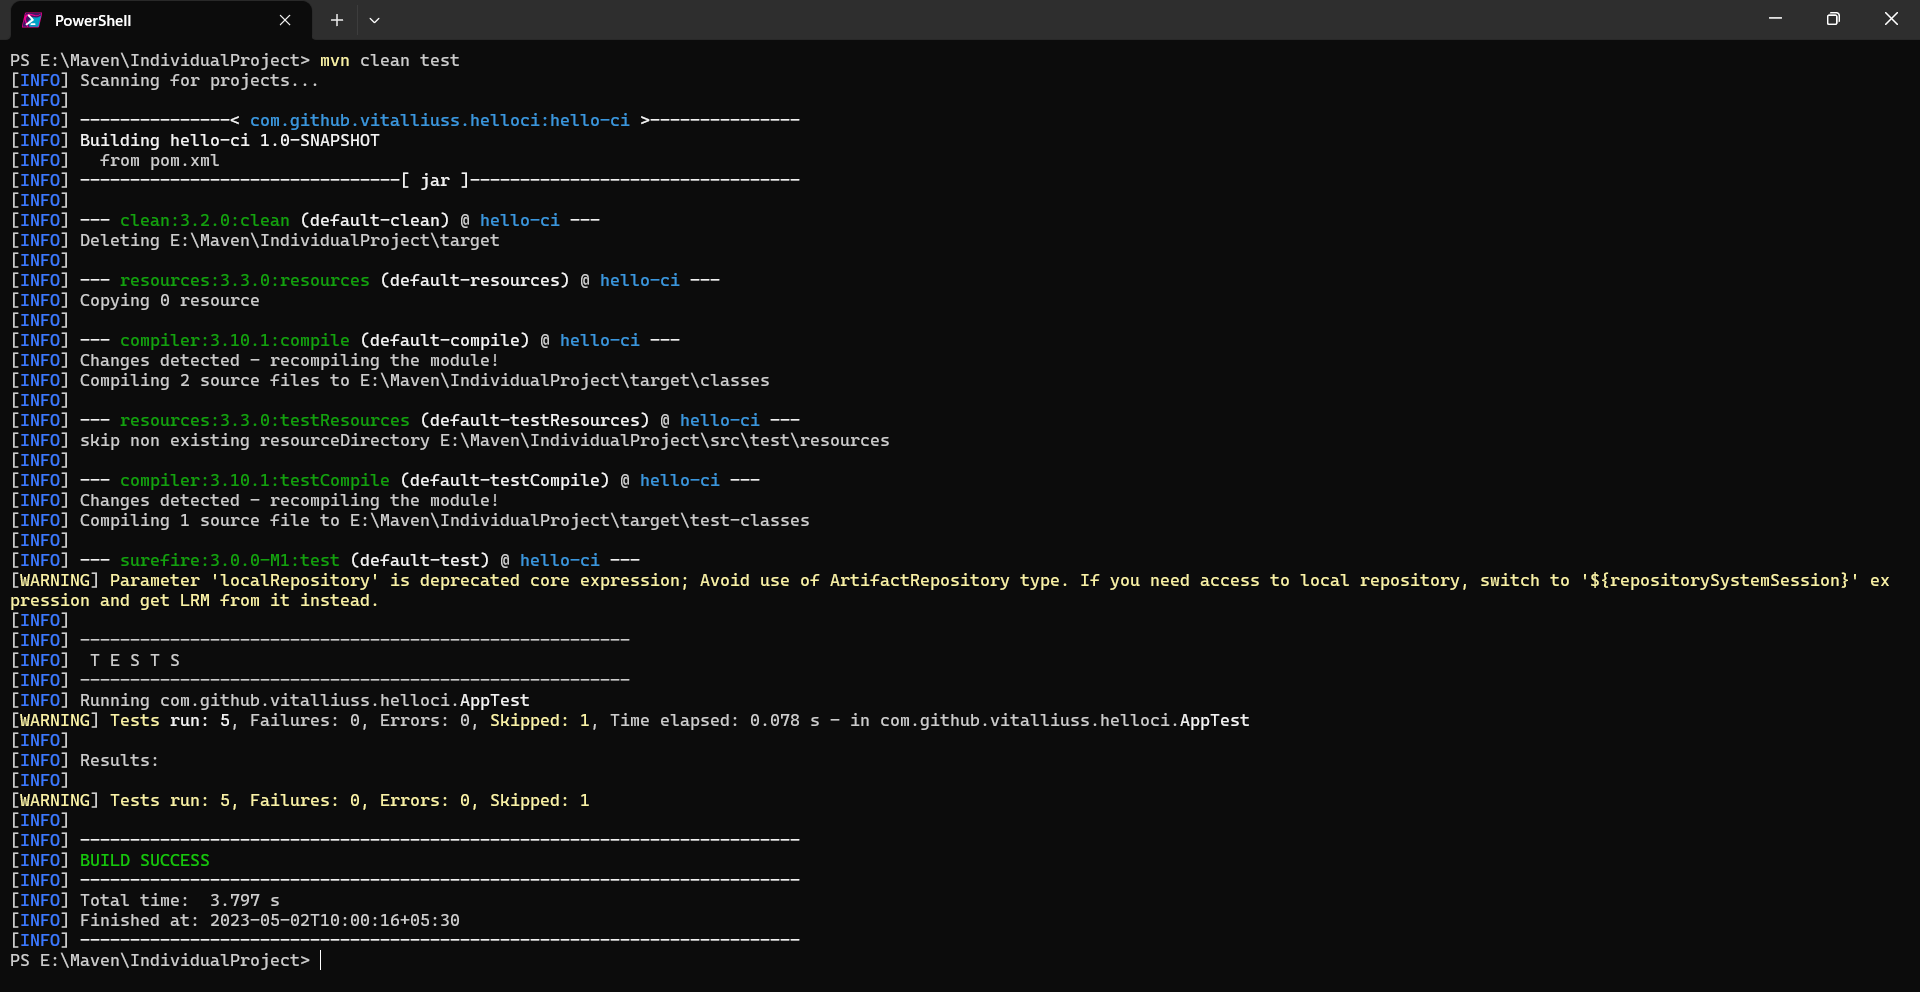 PowerShell
PS E:\Maven\IndividualProject> mvn clean test
[INFO] Scanning for projects...
[INFO]
[INFO] ---------------< com.github.vitalliuss.helloci:hello-ci >---------------
[INFO] Building hello-ci 1.0-SNAPSHOT
[INFO]   from pom.xml
[INFO] --------------------------------[ jar ]---------------------------------
[INFO]
[INFO] --- clean:3.2.0:clean (default-clean) @ hello-ci ---
[INFO] Deleting E:\Maven\IndividualProject\target
[INFO]
[INFO] --- resources:3.3.0:resources (default-resources) @ hello-ci ---
[INFO] Copying 0 resource
[INFO]
[INFO] --- compiler:3.10.1:compile (default-compile) @ hello-ci ---
[INFO] Changes detected - recompiling the module!
[INFO] Compiling 2 source files to E:\Maven\IndividualProject\target\classes
[INFO]
[INFO] --- resources:3.3.0:testResources (default-testResources) @ hello-ci ---
[INFO] skip non existing resourceDirectory E:\Maven\IndividualProject\src\test\resources
[INFO]
[INFO] --- compiler:3.10.1:testCompile (default-testCompile) @ hello-ci ---
[INFO] Changes detected - recompiling the module!
[INFO] Compiling 1 source file to E:\Maven\IndividualProject\target\test-classes
[INFO]
[INFO] --- surefire:3.0.0-M1:test (default-test) @ hello-ci ---
[WARNING] Parameter 'localRepository' is deprecated core expression; Avoid use of ArtifactRepository type. If you need access to local repository, switch to '${repositorySystemSession}' ex
pression and get LRM from it instead.
[INFO]
[INFO] -------------------------------------------------------
[INFO]  T E S T S
[INFO] -------------------------------------------------------
[INFO] Running com.github.vitalliuss.helloci.AppTest
[WARNING] Tests run: 5, Failures: 0, Errors: 0, Skipped: 1, Time elapsed: 0.078 s - in com.github.vitalliuss.helloci.AppTest
[INFO]
[INFO] Results:
[INFO]
[WARNING] Tests run: 5, Failures: 0, Errors: 0, Skipped: 1
[INFO]
[INFO] ------------------------------------------------------------------------
[INFO] BUILD SUCCESS
[INFO] ------------------------------------------------------------------------
[INFO] Total time:  3.797 s
[INFO] Finished at: 2023-05-02T10:00:16+05:30
[INFO] ------------------------------------------------------------------------
PS E:\Maven\IndividualProject>